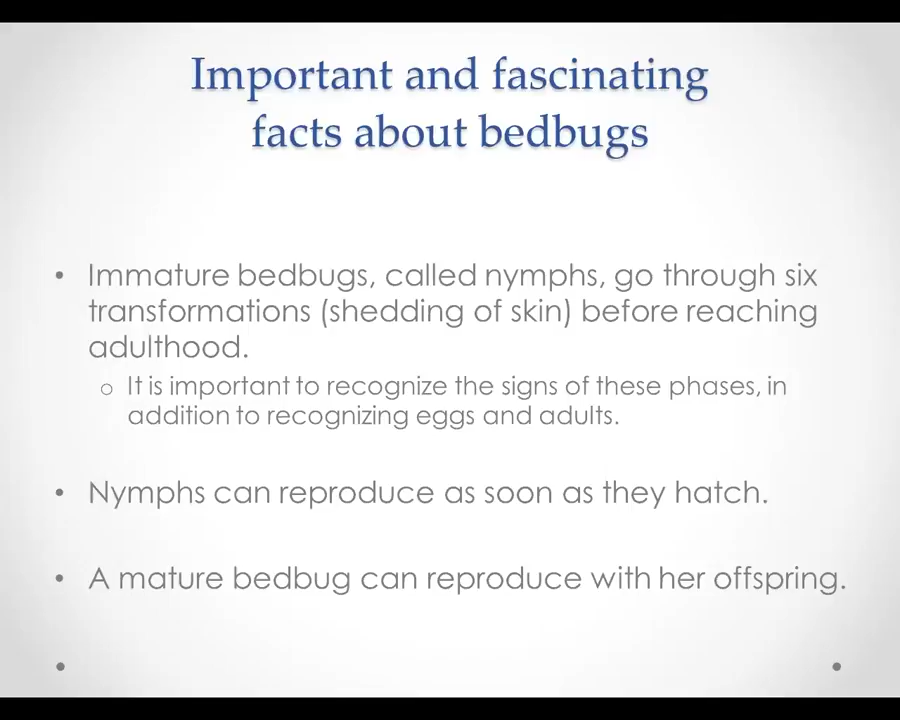 Important and fascinating
facts about bedbugs
• Immature bedbugs, called nymphs, go through six
transformations (shedding of skin) before reaching
adulthood.
o It is important to recognize the signs of these phases, in
addition to recognizing eggs and adults.
• Nymphs can reproduce as soon as they hatch.
• A mature bedbug can reproduce with her offspring.